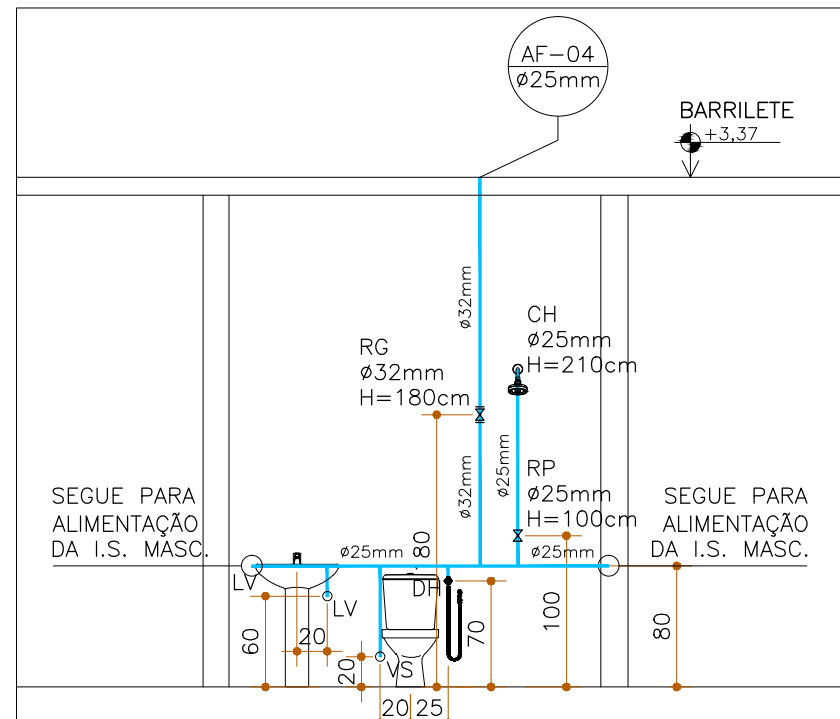 AF-04
ø25mm
BARRILETE
+3,37
ø32mm
CH
ø25mm
H=210cm
RG
ø32mm
H=180cm
ø32mm
ø25mm
RP
ø25mm
H=100cm
SEGUE PARA
ALIMENTAÇÃO
DA I.S. MASC.
SEGUE PARA
ALIMENTAÇÃO
DA I.S. MASC.
ø25mm
180
ø25mm
LV
LV
DH
VS
60
20
20
70
100
80
20
25